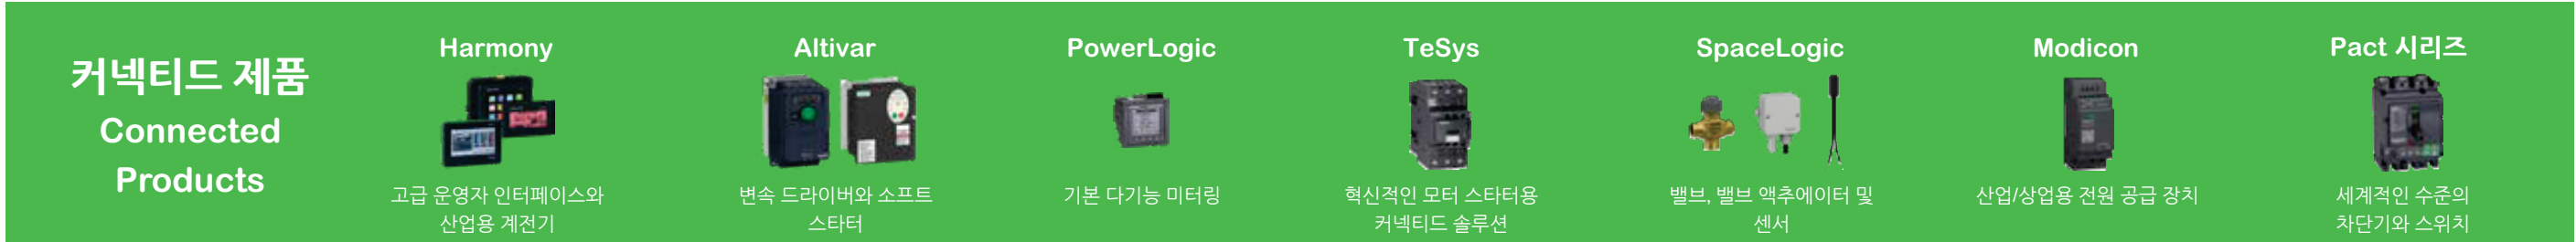 커넥티드 제품
Connected
Products
Harmony
고급 운영자 인터페이스와
산업용 계전기
Altivar
변속 드라이버와 소프트
스타터
PowerLogic
기본 다기능 미터링
TeSys
혁신적인 모터 스타터용
커넥티드 솔루션
SpaceLogic
밸브, 밸브 액추에이터 및
센서
Modicon
산업/상업용 전원 공급 장치
Pact 시리즈
세계적인 수준의
차단기와 스위치